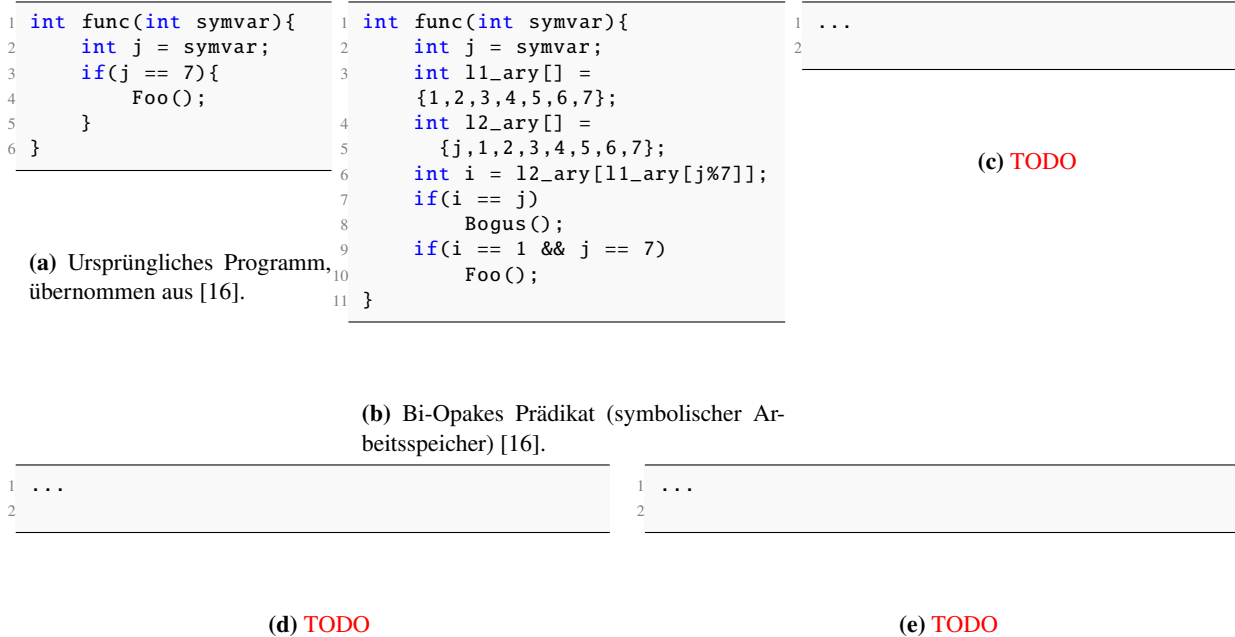 1 int func(int symvar){
2 int j = symvar;
3 if(j == 7){
4 Foo();
5 }
6 }
(a) Ursprüngliches Programm,
übernommen aus [16].
1 int func(int symvar){
2 int j = symvar;
3 int l1_ary[] =
{1,2,3,4,5,6,7};
4 int l2_ary[] =
5 {j,1,2,3,4,5,6,7};
6 int i = l2_ary[l1_ary[j%7]];
7 if(i == j)
8 Bogus();
9 if(i == 1 && j == 7)
10 Foo();
11 }
(b) Bi-Opakes Prädikat (symbolischer Ar-
beitsspeicher) [16].
1 ...
2
(c) TODO
1 ...
2
(d) TODO
1 ...
2
(e) TODO